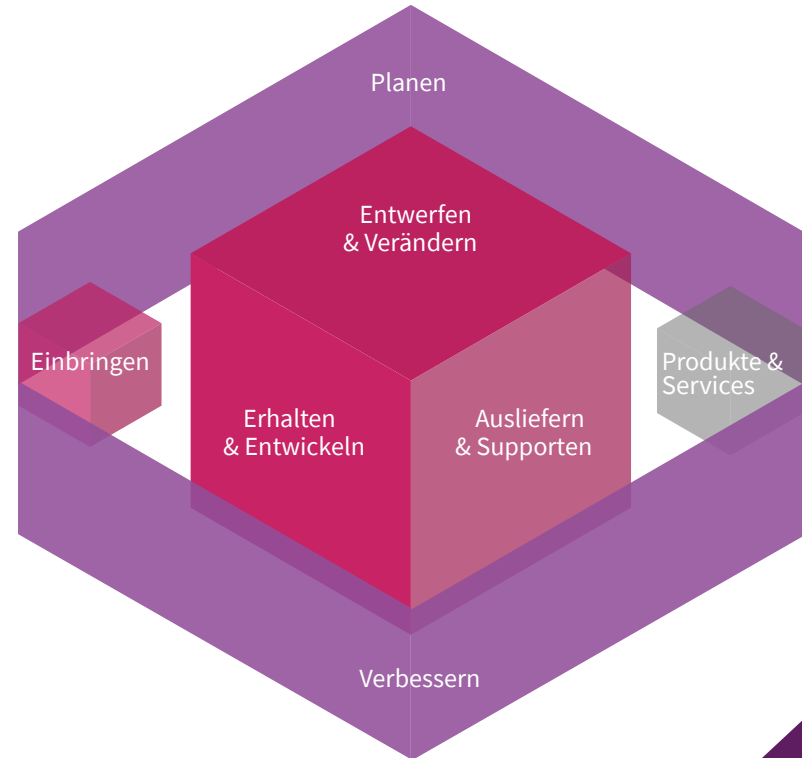 Planen
Entwerfen
& Verändern
Einbringen
Produkte &
Services
Erhalten
& Entwickeln
Ausliefern
& Supporten
Verbessern